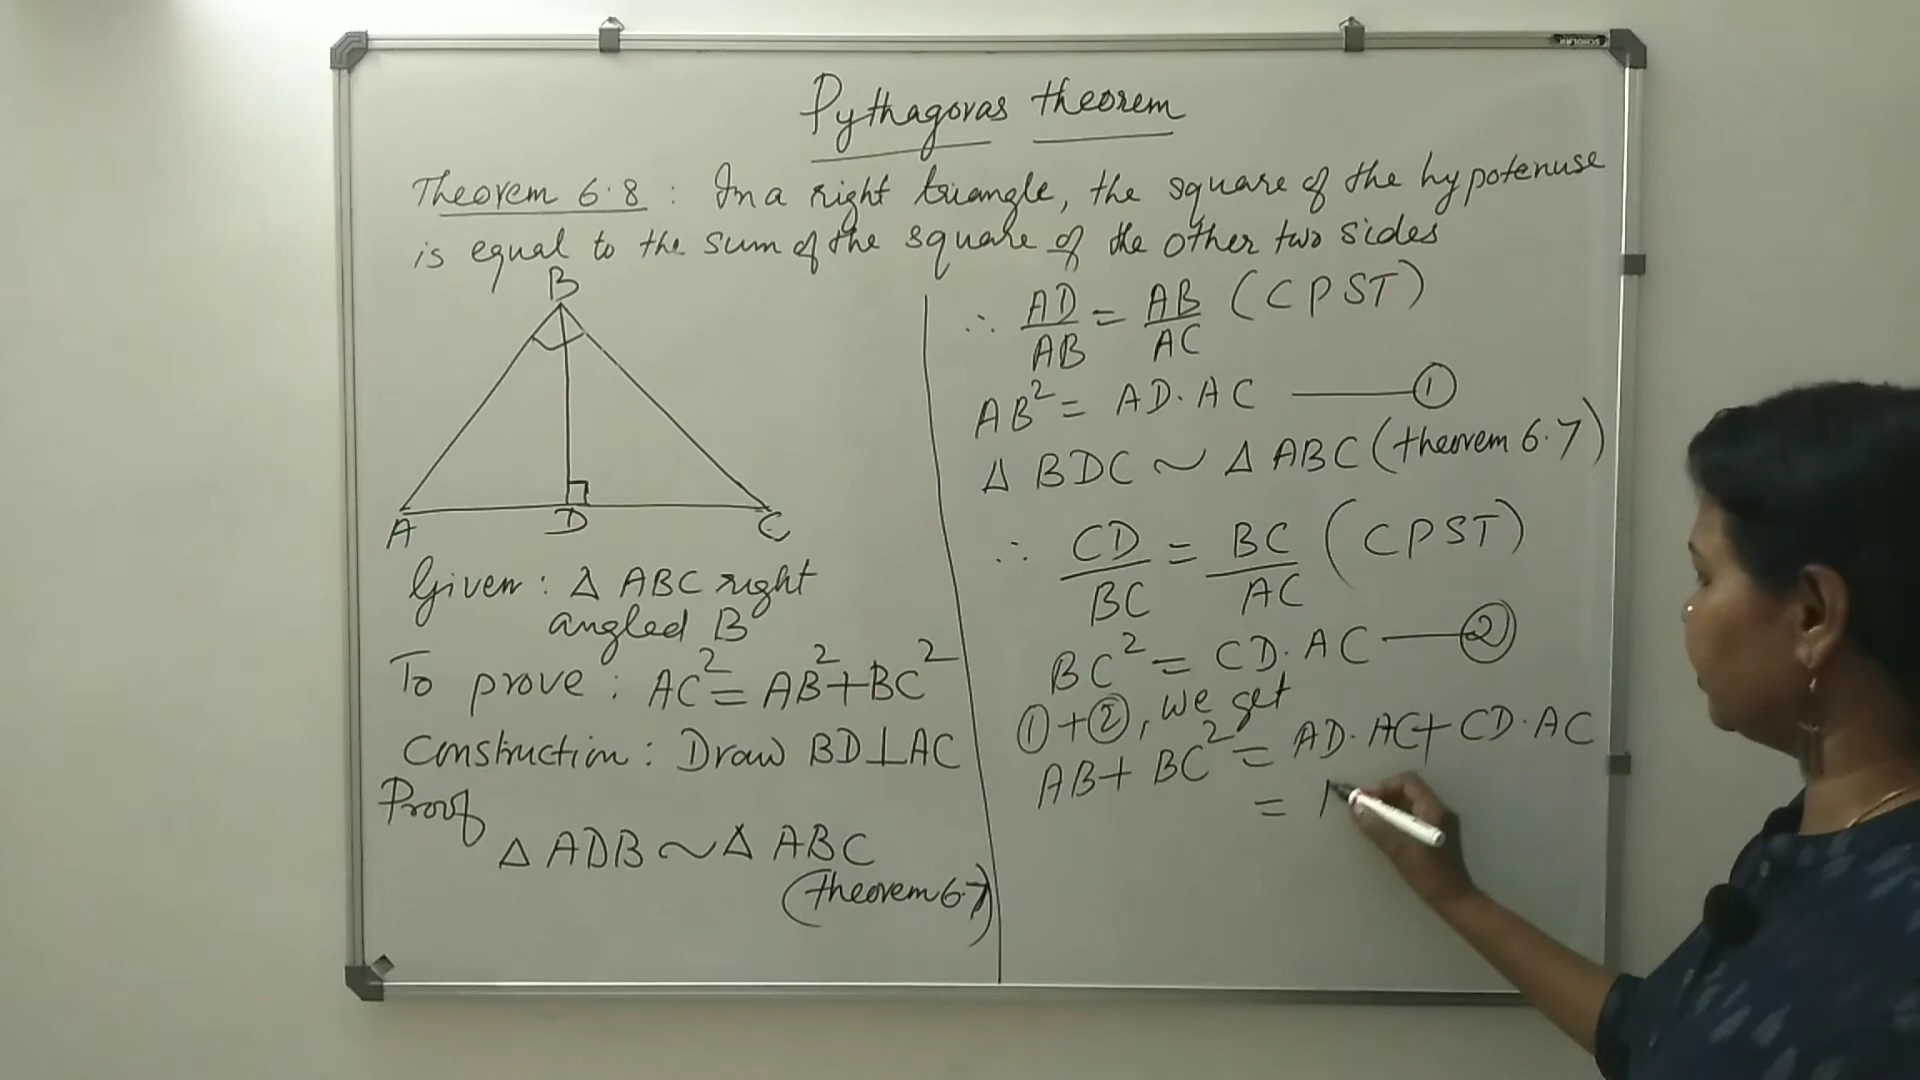 Pythagoras theorem
Theorem 6.8 : In a right triangle, the square of the hypotenuse
is equal to the sum of the square of the other two sides
B
A D C
Given : Δ ABC right
angled B
To prove : AC² = AB² + BC²
Construction : Draw BD ⊥ AC
Proof
Δ ADB ~ Δ ABC
(theorem 6.7)
∴ AD/AB = AB/AC (CPST)
AB² = AD·AC —— ①
Δ BDC ~ Δ ABC (theorem 6.7)
∴ CD/BC = BC/AC (CPST)
BC² = CD·AC —— ②
① + ②, we get
AB + BC² = AD·AC + CD·AC
=